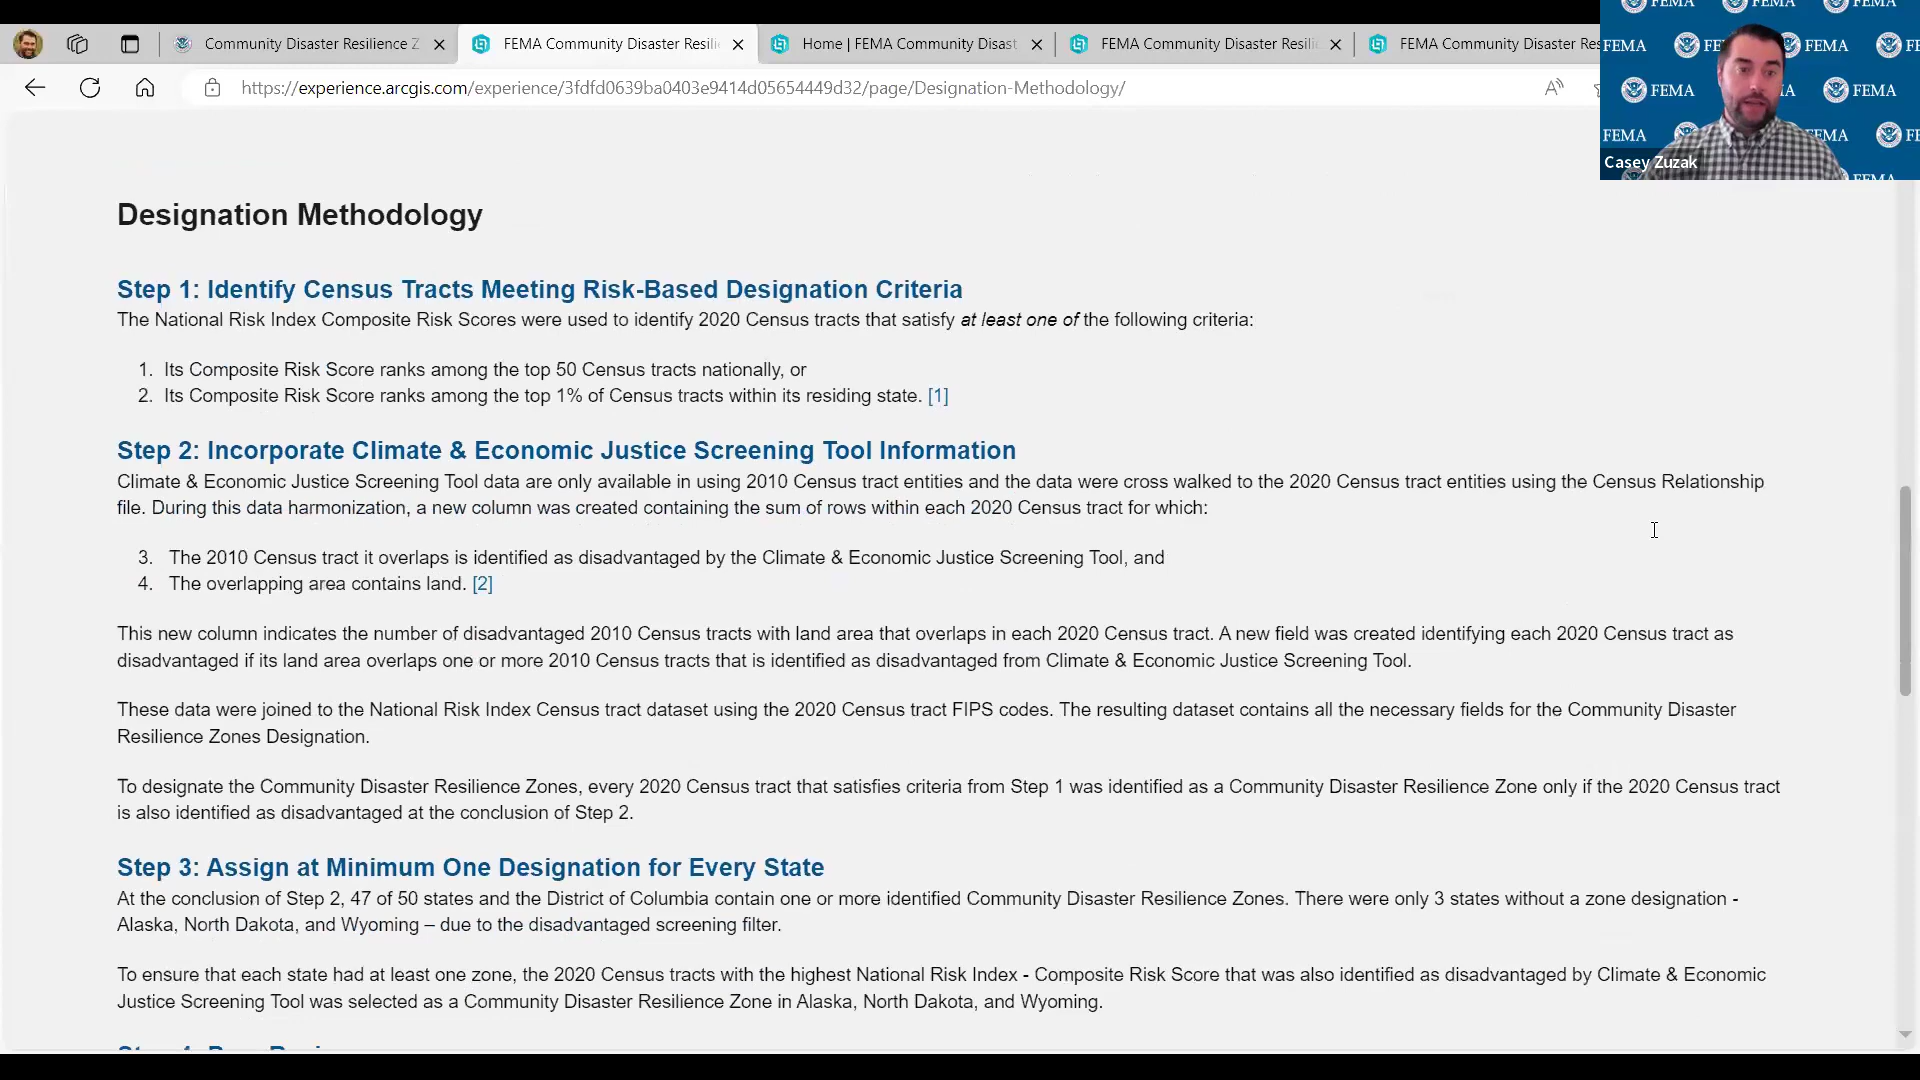 Community Disaster Resilience Z
FEMA Community Disaster Resili
Home | FEMA Community Disast
FEMA Community Disaster Resili
FEMA Community Disaster Res
https://experience.arcgis.com/experience/3fdfd0639ba0403e9414d05654449d32/page/Designation-Methodology/
FEMA FEMA FEMA
FEMA FE FEMA
FEMA FEMA
FEMA FEMA
Casey Zuzak
Designation Methodology
Step 1: Identify Census Tracts Meeting Risk-Based Designation Criteria
The National Risk Index Composite Risk Scores were used to identify 2020 Census tracts that satisfy at least one of the following criteria:
1. Its Composite Risk Score ranks among the top 50 Census tracts nationally, or
2. Its Composite Risk Score ranks among the top 1% of Census tracts within its residing state. [1]
Step 2: Incorporate Climate & Economic Justice Screening Tool Information
Climate & Economic Justice Screening Tool data are only available in using 2010 Census tract entities and the data were cross walked to the 2020 Census tract entities using the Census Relationship
file. During this data harmonization, a new column was created containing the sum of rows within each 2020 Census tract for which:
3. The 2010 Census tract it overlaps is identified as disadvantaged by the Climate & Economic Justice Screening Tool, and
4. The overlapping area contains land. [2]
This new column indicates the number of disadvantaged 2010 Census tracts with land area that overlaps in each 2020 Census tract. A new field was created identifying each 2020 Census tract as
disadvantaged if its land area overlaps one or more 2010 Census tracts that is identified as disadvantaged from Climate & Economic Justice Screening Tool.
These data were joined to the National Risk Index Census tract dataset using the 2020 Census tract FIPS codes. The resulting dataset contains all the necessary fields for the Community Disaster
Resilience Zones Designation.
To designate the Community Disaster Resilience Zones, every 2020 Census tract that satisfies criteria from Step 1 was identified as a Community Disaster Resilience Zone only if the 2020 Census tract
is also identified as disadvantaged at the conclusion of Step 2.
Step 3: Assign at Minimum One Designation for Every State
At the conclusion of Step 2, 47 of 50 states and the District of Columbia contain one or more identified Community Disaster Resilience Zones. There were only 3 states without a zone designation -
Alaska, North Dakota, and Wyoming – due to the disadvantaged screening filter.
To ensure that each state had at least one zone, the 2020 Census tracts with the highest National Risk Index - Composite Risk Score that was also identified as disadvantaged by Climate & Economic
Justice Screening Tool was selected as a Community Disaster Resilience Zone in Alaska, North Dakota, and Wyoming.